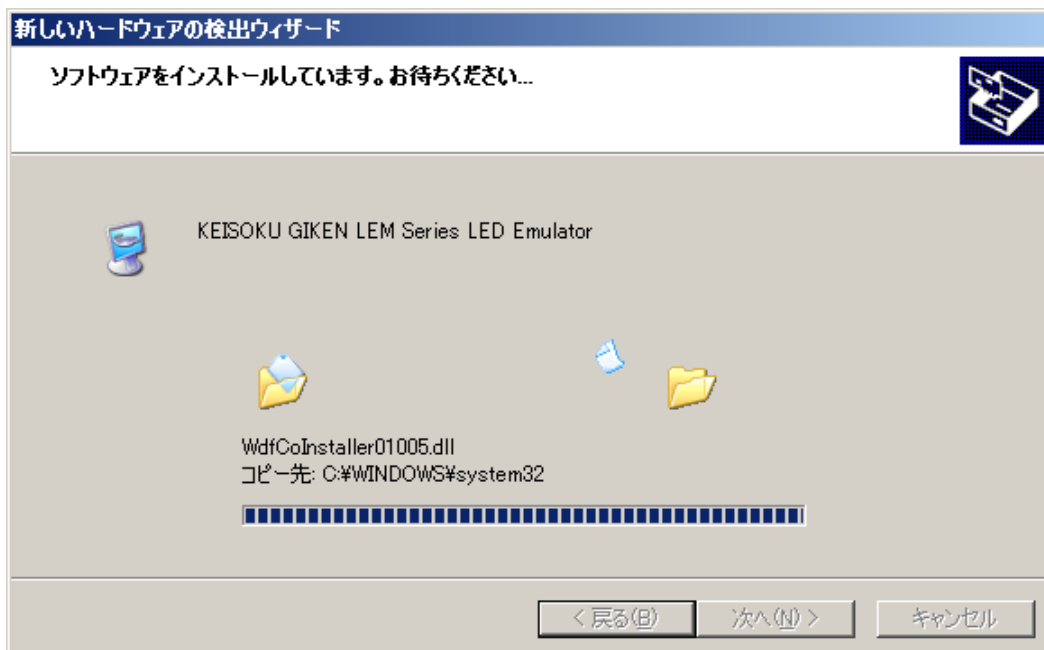 新しいハードウェアの検出ウィザード
ソフトウェアをインストールしています。お待ちください...
KEISOKU GIKEN LEM Series LED Emulator
WdfCoInstaller01005.dll
コピー先: C:¥WINDOWS¥system32
< 戻る(B) 次へ(N) > キャンセル